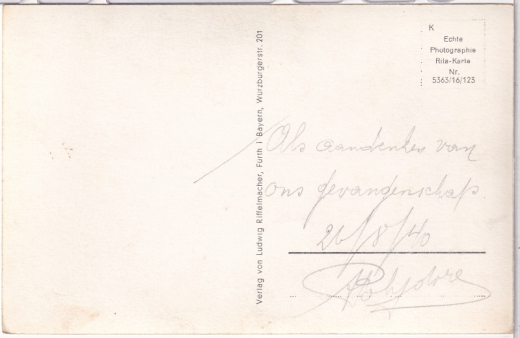 K
Echte
Photographie
Rila-Karte
Nr.
5363/16/123
Verlag von Ludwig Riffelmacher, Fürth i Bayern, Würzburgerstr. 201
Als aandenken van
ons gevangenschap
26/8/40